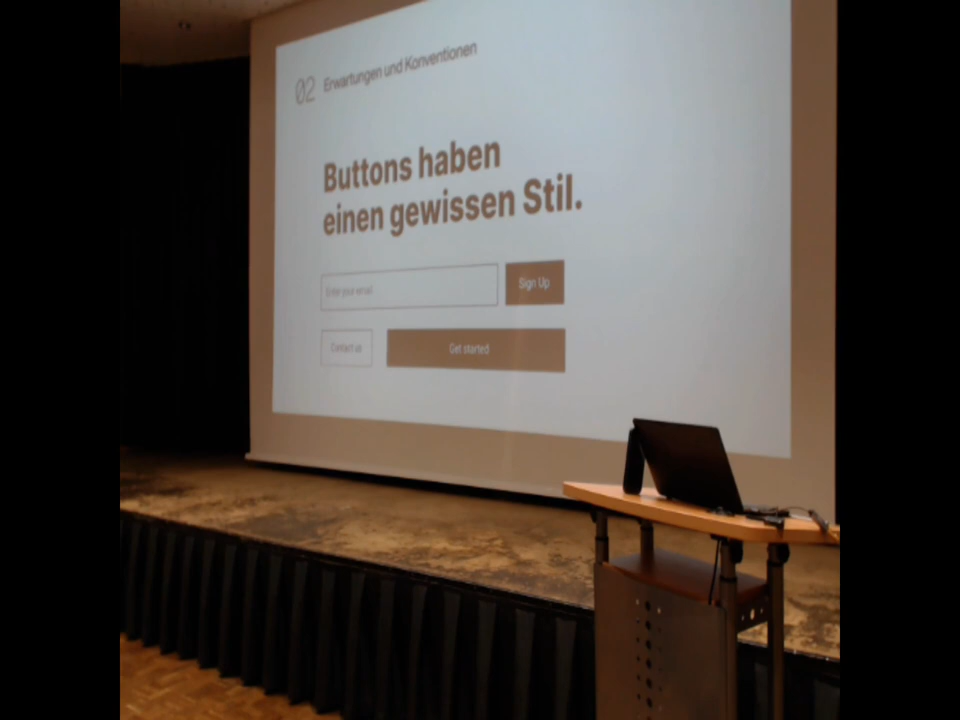 02 Erwartungen und Konventionen
Buttons haben
einen gewissen Stil.
Enter your email
Sign Up
Contact us
Get started